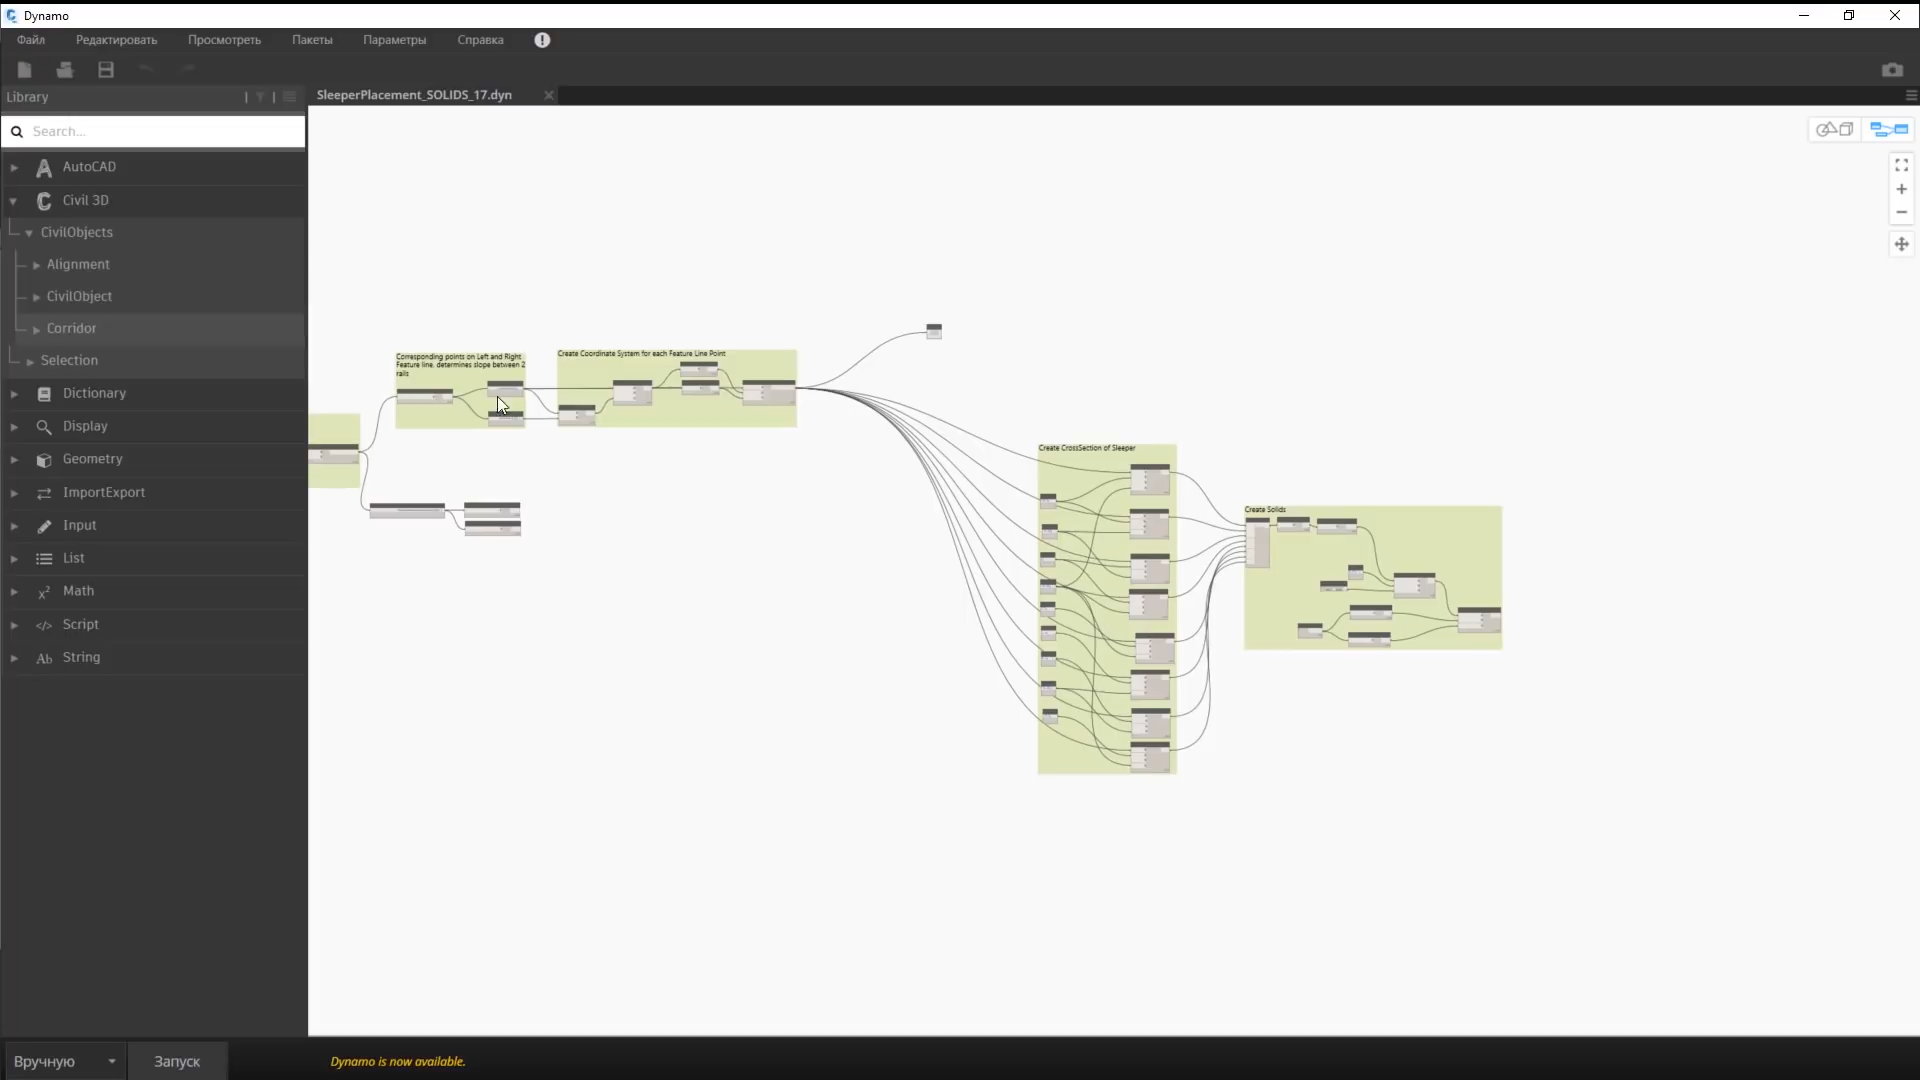 Dynamo
Файл Редактировать Просмотреть Пакеты Параметры Справка
Library
SleeperPlacement_SOLIDS_17.dyn
Search...
AutoCAD
Civil 3D
CivilObjects
Alignment
CivilObject
Corridor
Selection
Dictionary
Display
Geometry
ImportExport
Input
List
Math
Script
String
Corresponding points on Left and Right
Feature line, determines slope between 2
rails
Create Coordinate System for each Feature Line Point
Create CrossSection of Sleeper
Create Solids
Вручную
Запуск
Dynamo is now available.